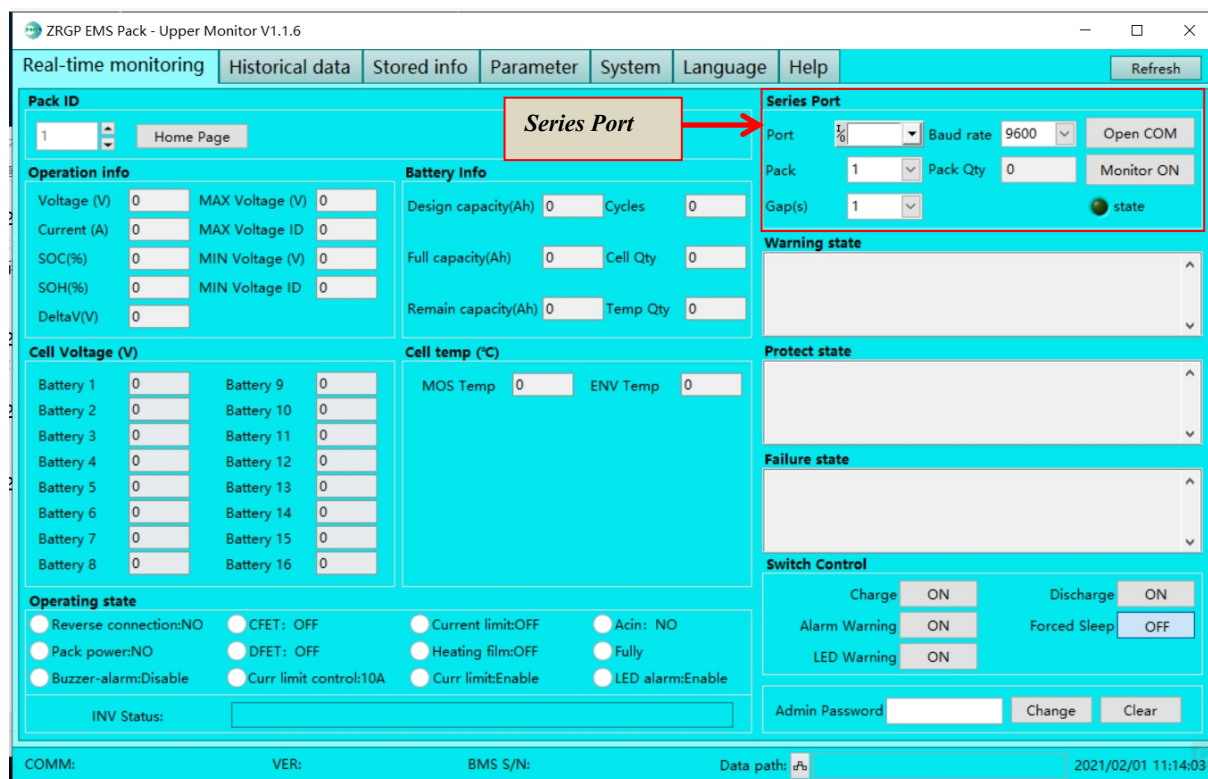 ZRGP EMS Pack - Upper Monitor V1.1.6
Real-time monitoring Historical data Stored info Parameter System Language Help Refresh
Pack ID
1 Home Page
Series Port
Series Port
Port Baud rate 9600 Open COM
Pack 1 Pack Qty 0 Monitor ON
Gap(s) 1 state
Operation info
Voltage (V) 0 MAX Voltage (V) 0
Current (A) 0 MAX Voltage ID 0
SOC(%) 0 MIN Voltage (V) 0
SOH(%) 0 MIN Voltage ID 0
DeltaV(V) 0
Battery Info
Design capacity(Ah) 0 Cycles 0
Full capacity(Ah) 0 Cell Qty 0
Remain capacity(Ah) 0 Temp Qty 0
Warning state
Cell Voltage (V)
Battery 1 0 Battery 9 0
Battery 2 0 Battery 10 0
Battery 3 0 Battery 11 0
Battery 4 0 Battery 12 0
Battery 5 0 Battery 13 0
Battery 6 0 Battery 14 0
Battery 7 0 Battery 15 0
Battery 8 0 Battery 16 0
Cell temp (℃)
MOS Temp 0 ENV Temp 0
Protect state
Failure state
Switch Control
Charge ON Discharge ON
Alarm Warning ON Forced Sleep OFF
LED Warning ON
Operating state
Reverse connection:NO CFET: OFF Current limit:OFF Acin: NO
Pack power:NO DFET: OFF Heating film:OFF Fully
Buzzer-alarm:Disable Curr limit control:10A Curr limit:Enable LED alarm:Enable
INV Status:
Admin Password Change Clear
COMM: VER: BMS S/N: Data path: 2021/02/01 11:14:03